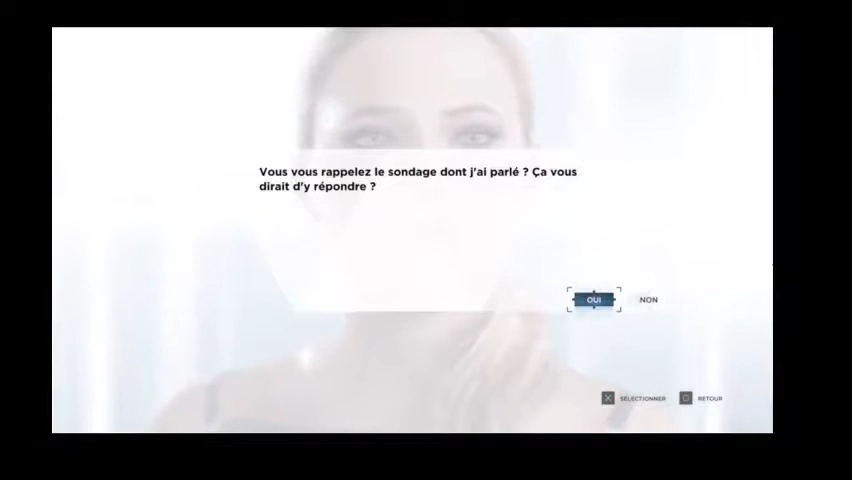 Vous vous rappelez le sondage dont j'ai parlé ? Ça vous
dirait d'y répondre ?
OUI NON
SÉLECTIONNER RETOUR